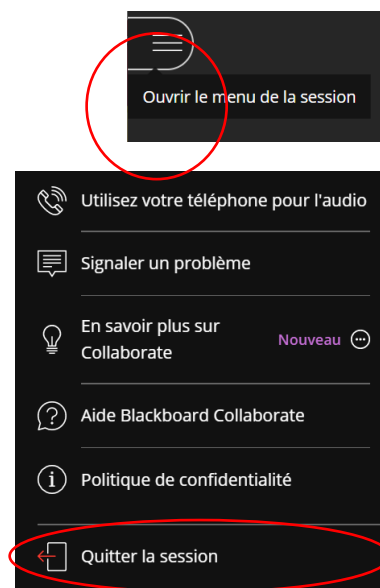 Ouvrir le menu de la session
Utilisez votre téléphone pour l'audio
Signaler un problème
En savoir plus sur
Collaborate
Nouveau
Aide Blackboard Collaborate
Politique de confidentialité
Quitter la session